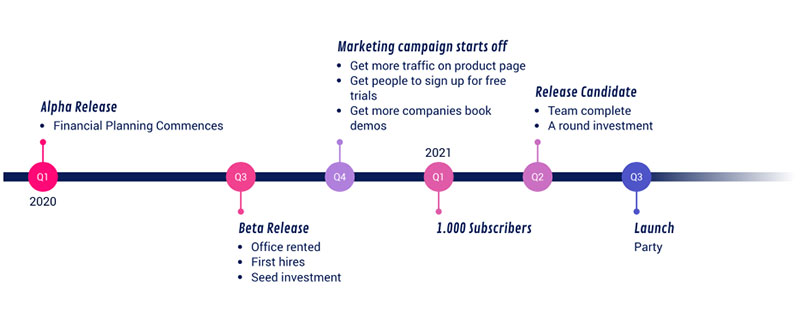 Alpha Release
• Financial Planning Commences
Q1
2020
Q3
Beta Release
• Office rented
• First hires
• Seed investment
Marketing campaign starts off
• Get more traffic on product page
• Get people to sign up for free
trials
• Get more companies book
demos
Q4
2021
Q1
1.000 Subscribers
Release Candidate
• Team complete
• A round investment
Q2
Q3
Launch
Party